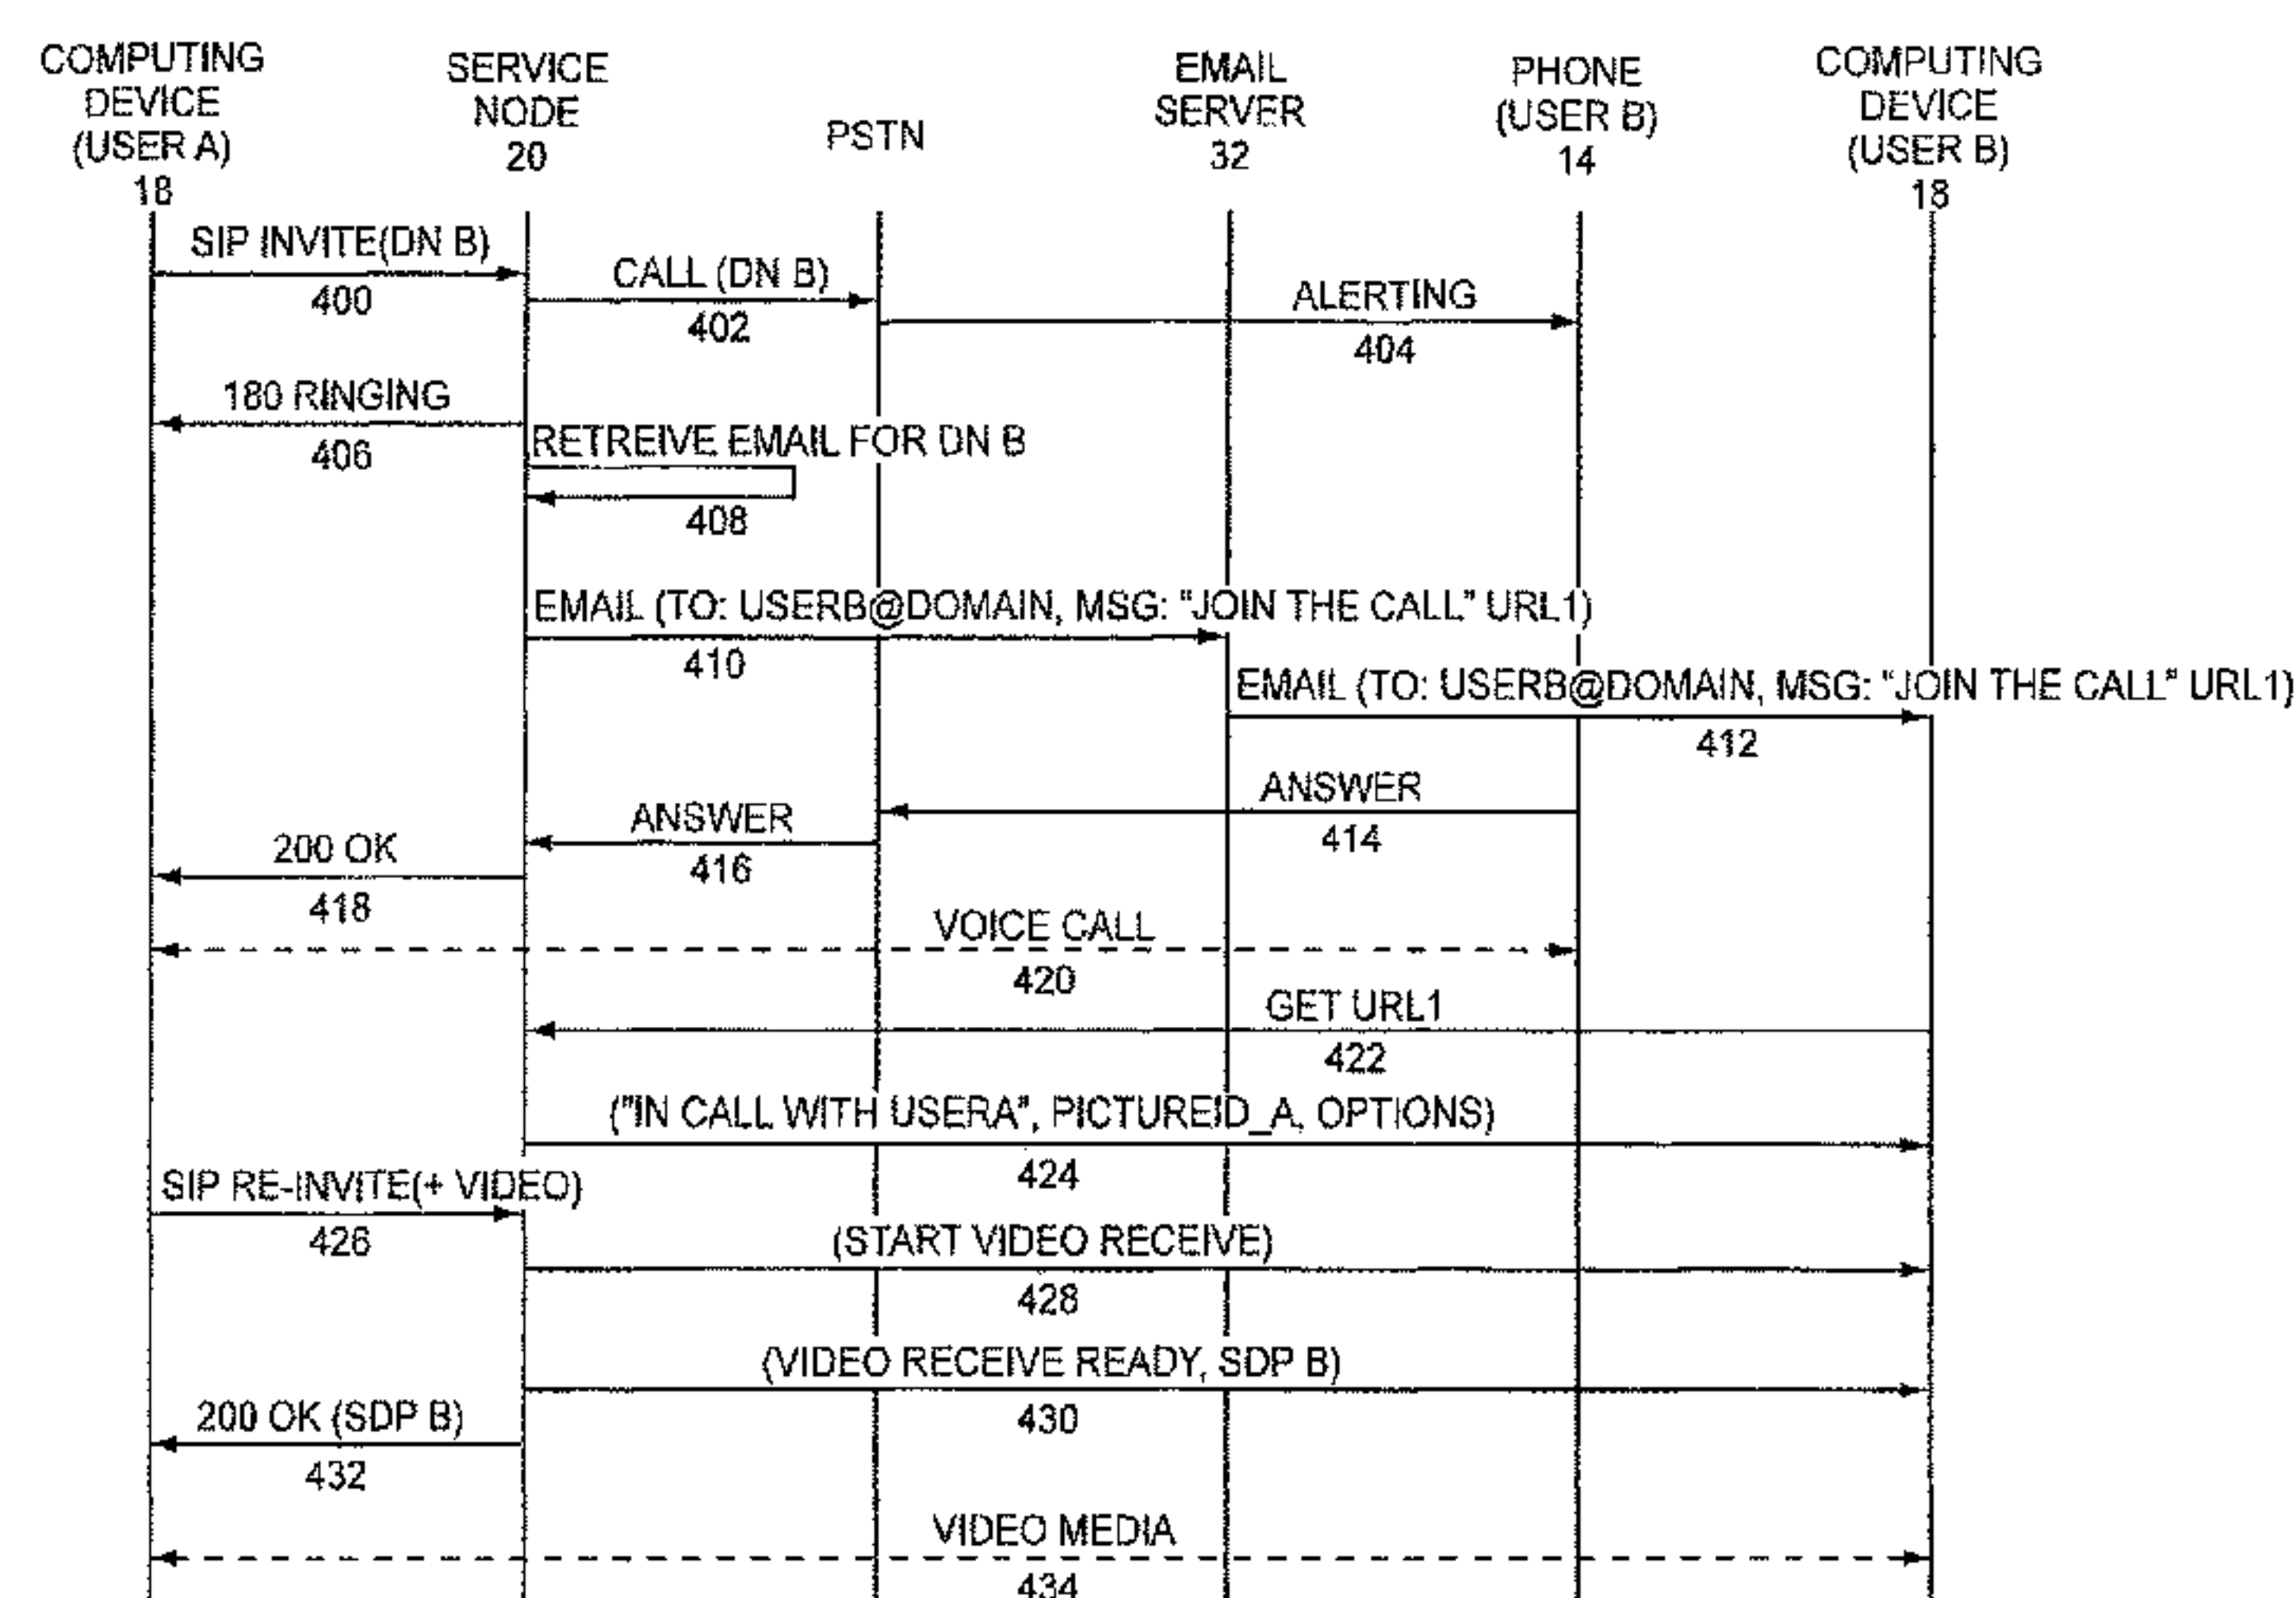 COMPUTING
DEVICE
(USER A)
18
SERVICE
NODE
20
PSTN
EMAIL
SERVER
32
PHONE
(USER B)
14
COMPUTING
DEVICE
(USER B)
18
SIP INVITE(DN B)
400
CALL (DN B)
402
ALERTING
404
180 RINGING
406
RETREIVE EMAIL FOR DN B
408
EMAIL (TO: USERB@DOMAIN, MSG: "JOIN THE CALL" URL1)
410
EMAIL (TO: USERB@DOMAIN, MSG: "JOIN THE CALL" URL1)
412
ANSWER
414
ANSWER
416
200 OK
418
VOICE CALL
420
GET URL1
422
("IN CALL WITH USERA", PICTUREID_A, OPTIONS)
424
SIP RE-INVITE(+ VIDEO)
426
(START VIDEO RECEIVE)
428
(VIDEO RECEIVE READY, SDP B)
430
200 OK (SDP B)
432
VIDEO MEDIA
434